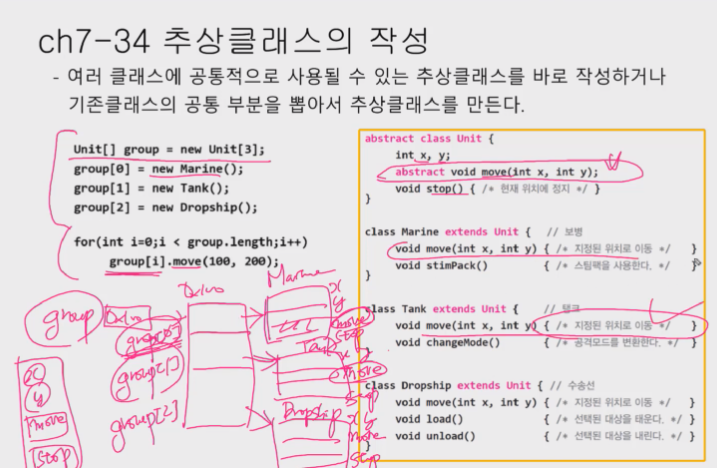 ch7-34 추상클래스의 작성
- 여러 클래스에 공통적으로 사용될 수 있는 추상클래스를 바로 작성하거나
기존클래스의 공통 부분을 뽑아서 추상클래스를 만든다.
Unit[] group = new Unit[3];
group[0] = new Marine();
group[1] = new Tank();
group[2] = new Dropship();
for(int i=0;i < group.length;i++)
group[i].move(100, 200);
abstract class Unit {
int x, y;
abstract void move(int x, int y);
void stop() { /* 현재 위치에 정지 */ }
}
class Marine extends Unit { // 보병
void move(int x, int y) { /* 지정된 위치로 이동 */ }
void stimPack() { /* 스팀팩을 사용한다. */ }
}
class Tank extends Unit { // 탱크
void move(int x, int y) { /* 지정된 위치로 이동 */ }
void changeMode() { /* 공격모드를 변환한다. */ }
}
class Dropship extends Unit { // 수송선
void move(int x, int y) { /* 지정된 위치로 이동 */ }
void load() { /* 선택된 대상을 태운다. */ }
void unload() { /* 선택된 대상을 내린다. */ }
}
Marine
x
y
move
stop
group
group[0]
group[1]
group[2]
Tank
move
stop
Dropship
x
y
move
stop
y
move
stop